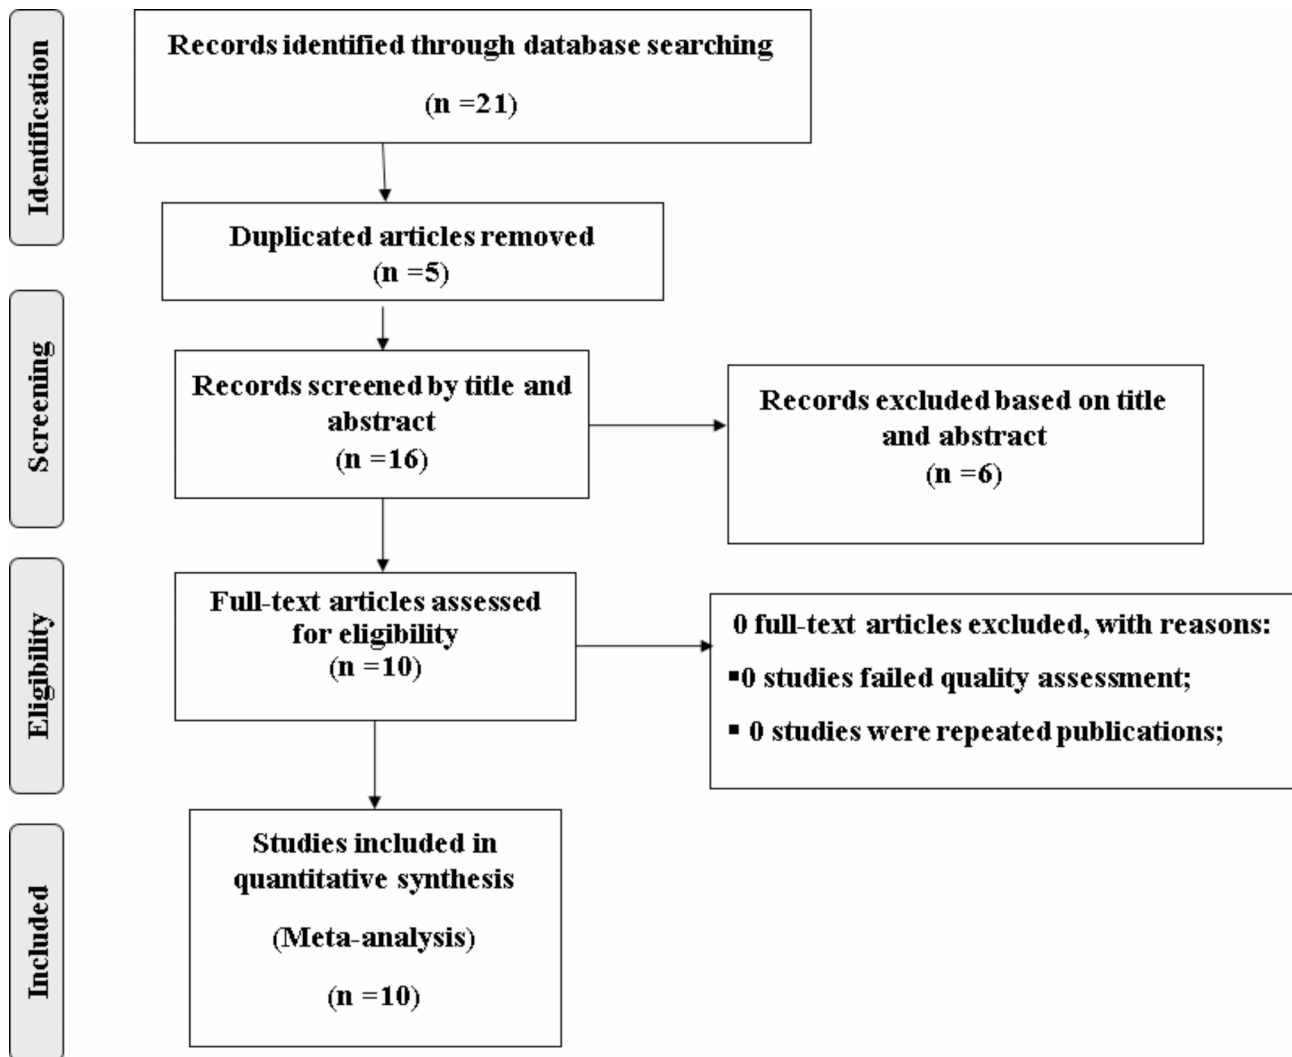 Identification
Records identified through database searching
(n =21)
Duplicated articles removed
(n =5)
Screening
Records screened by title and
abstract
(n =16)
Records excluded based on title
and abstract
(n =6)
Eligibility
Full-text articles assessed
for eligibility
(n =10)
0 full-text articles excluded, with reasons:
▪0 studies failed quality assessment;
▪ 0 studies were repeated publications;
Included
Studies included in
quantitative synthesis
(Meta-analysis)
(n =10)